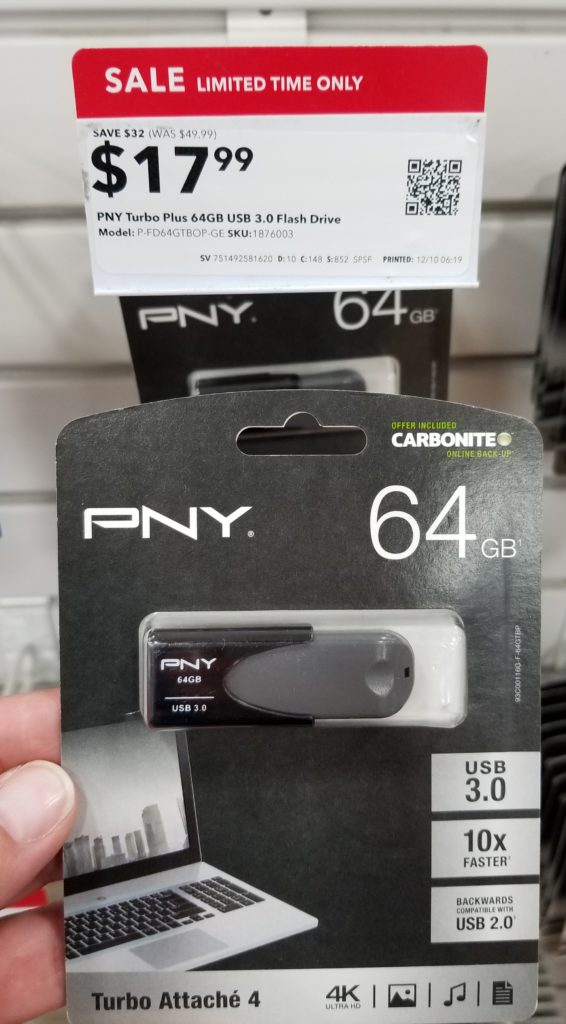 SALE LIMITED TIME ONLY
SAVE $32 (WAS $49.99)
$17.99
PNY Turbo Plus 64GB USB 3.0 Flash Drive
Model: P-FD64GTBOP-GE SKU:1876003
SV 751492581620 D:10 C:148 S:852 SPSF PRINTED: 12/10 06:19
PNY. 64GB
OFFER INCLUDED
CARBONITE
ONLINE BACK-UP
PNY® 64GB¹
PNY
64GB
USB 3.0
93C00116G-F-64GTBP
USB
3.0
10x
FASTER
BACKWARDS
COMPATIBLE WITH
USB 2.0
Turbo Attaché 4
4K
ULTRA HD